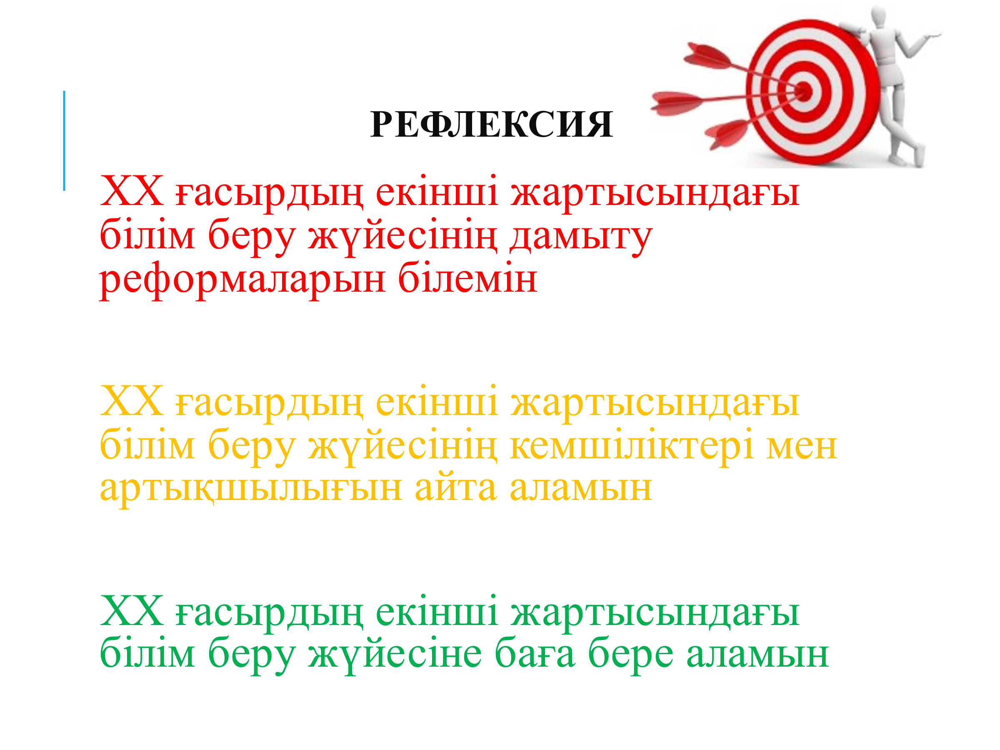 РЕФЛЕКСИЯ
ХХ ғасырдың екінші жартысындағы
білім беру жүйесінің дамыту
реформаларын білемін
ХХ ғасырдың екінші жартысындағы
білім беру жүйесінің кемшіліктері мен
артықшылығын айта аламын
ХХ ғасырдың екінші жартысындағы
білім беру жүйесіне баға бере аламын